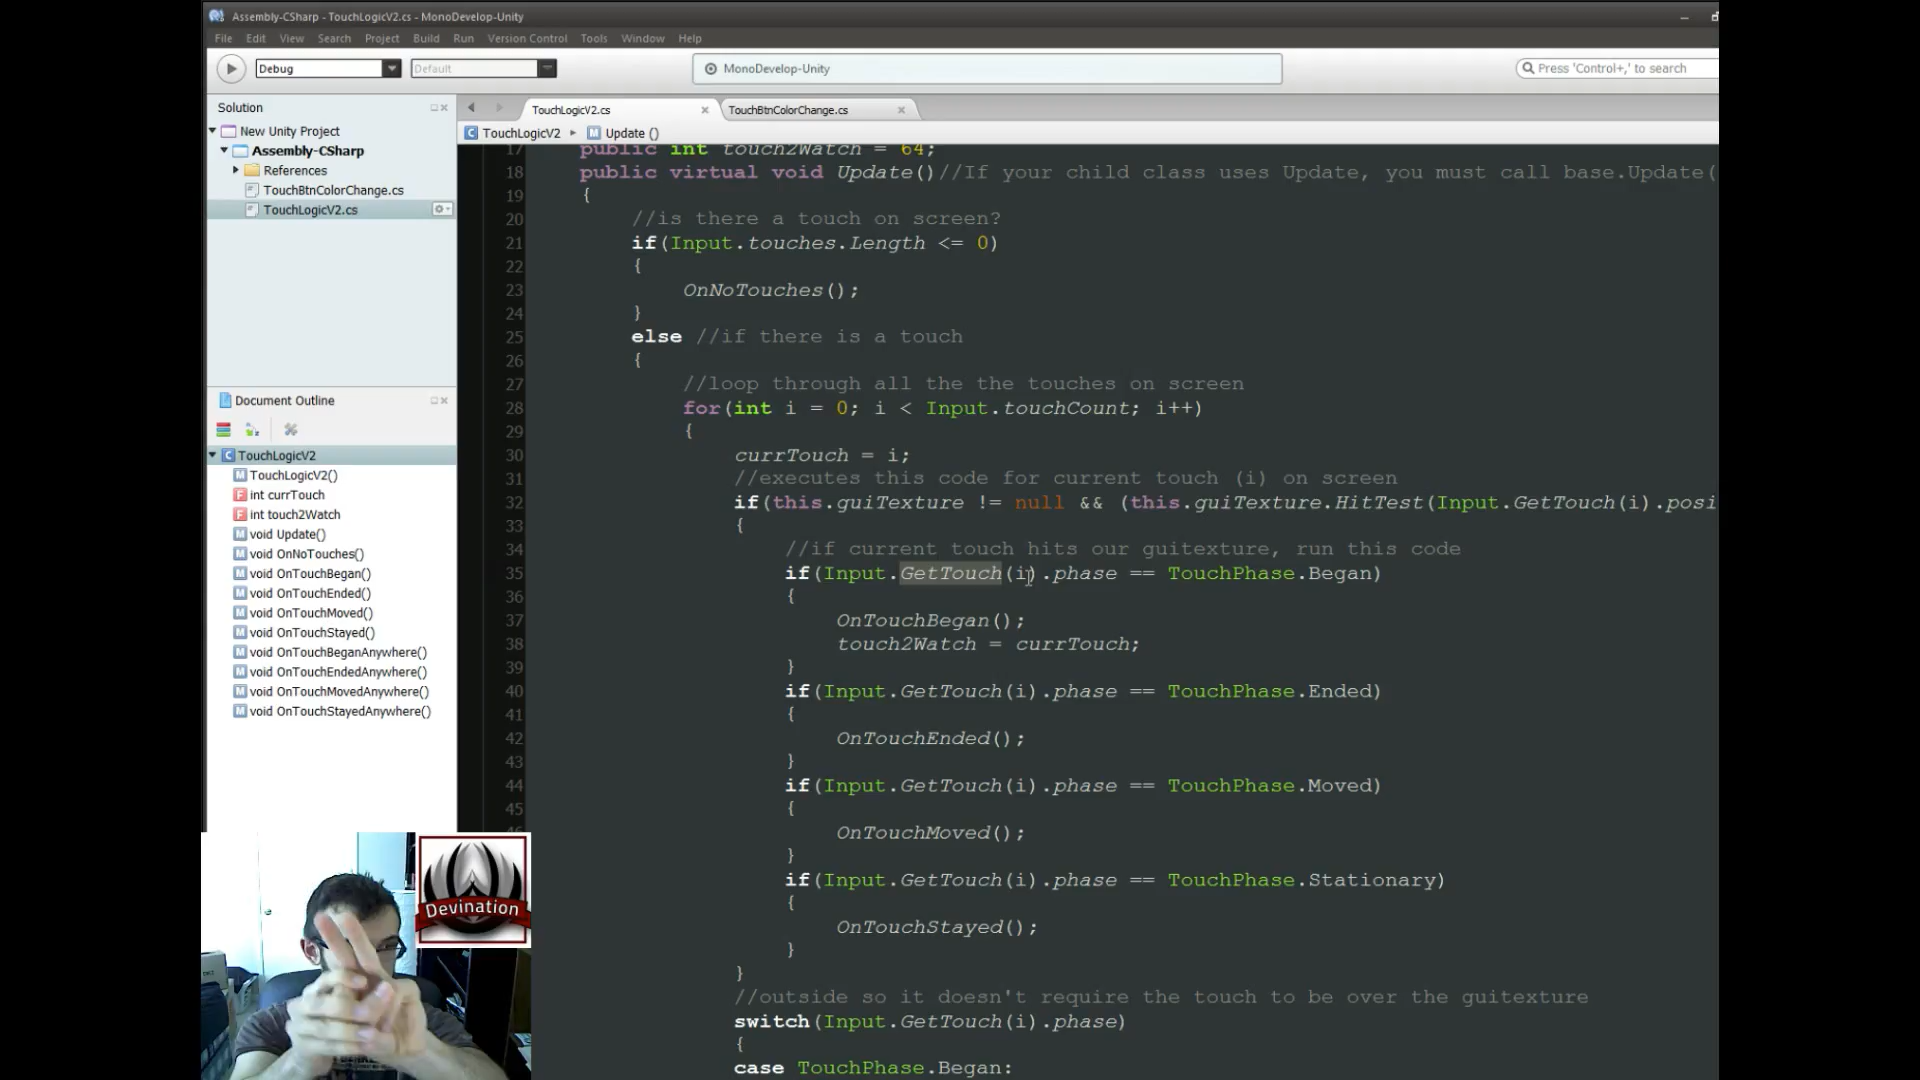 Assembly-CSharp - TouchLogicV2.cs - MonoDevelop-Unity
File Edit View Search Project Build Run Version Control Tools Window Help
Debug Default MonoDevelop-Unity Press 'Control+,' to search
Solution
New Unity Project
Assembly-CSharp
References
TouchBtnColorChange.cs
TouchLogicV2.cs
Document Outline
TouchLogicV2
TouchLogicV2()
int currTouch
int touch2Watch
void Update()
void OnNoTouches()
void OnTouchBegan()
void OnTouchEnded()
void OnTouchMoved()
void OnTouchStayed()
void OnTouchBeganAnywhere()
void OnTouchEndedAnywhere()
void OnTouchMovedAnywhere()
void OnTouchStayedAnywhere()
TouchLogicV2.cs TouchBtnColorChange.cs
TouchLogicV2 Update ()
17 public int touch2Watch = 64;
18 public virtual void Update()//If your child class uses Update, you must call base.Update(
19 {
20 //is there a touch on screen?
21 if(Input.touches.Length <= 0)
22 {
23 OnNoTouches();
24 }
25 else //if there is a touch
26 {
27 //loop through all the the touches on screen
28 for(int i = 0; i < Input.touchCount; i++)
29 {
30 currTouch = i;
31 //executes this code for current touch (i) on screen
32 if(this.guiTexture != null && (this.guiTexture.HitTest(Input.GetTouch(i).posi
33 {
34 //if current touch hits our guitexture, run this code
35 if(Input.GetTouch(i).phase == TouchPhase.Began)
36 {
37 OnTouchBegan();
38 touch2Watch = currTouch;
39 }
40 if(Input.GetTouch(i).phase == TouchPhase.Ended)
41 {
42 OnTouchEnded();
43 }
44 if(Input.GetTouch(i).phase == TouchPhase.Moved)
45 {
OnTouchMoved();
}
if(Input.GetTouch(i).phase == TouchPhase.Stationary)
{
OnTouchStayed();
}
}
//outside so it doesn't require the touch to be over the guitexture
switch(Input.GetTouch(i).phase)
{
case TouchPhase.Began:
Devination